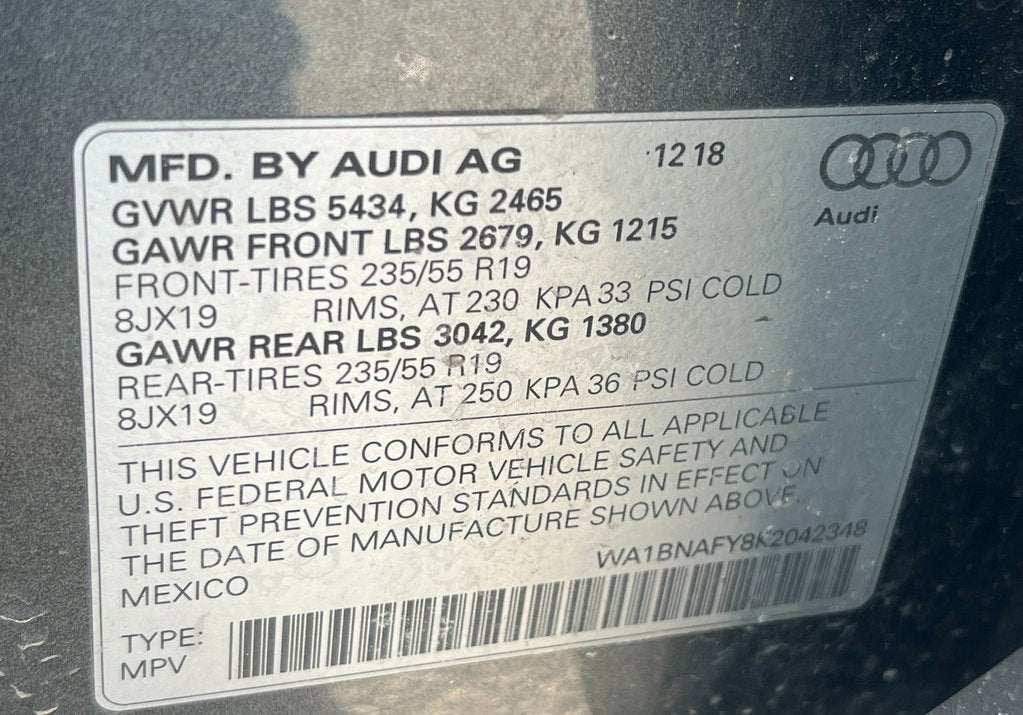 MFD. BY AUDI AG 12 18
Audi
GVWR LBS 5434, KG 2465
GAWR FRONT LBS 2679, KG 1215
FRONT-TIRES 235/55 R19
8JX19 RIMS, AT 230 KPA 33 PSI COLD
GAWR REAR LBS 3042, KG 1380
REAR-TIRES 235/55 R19
8JX19 RIMS, AT 250 KPA 36 PSI COLD
THIS VEHICLE CONFORMS TO ALL APPLICABLE
U.S. FEDERAL MOTOR VEHICLE SAFETY AND
THEFT PREVENTION STANDARDS IN EFFECT ON
THE DATE OF MANUFACTURE SHOWN ABOVE.
MEXICO WA1BNAFY8K2042348
TYPE:
MPV